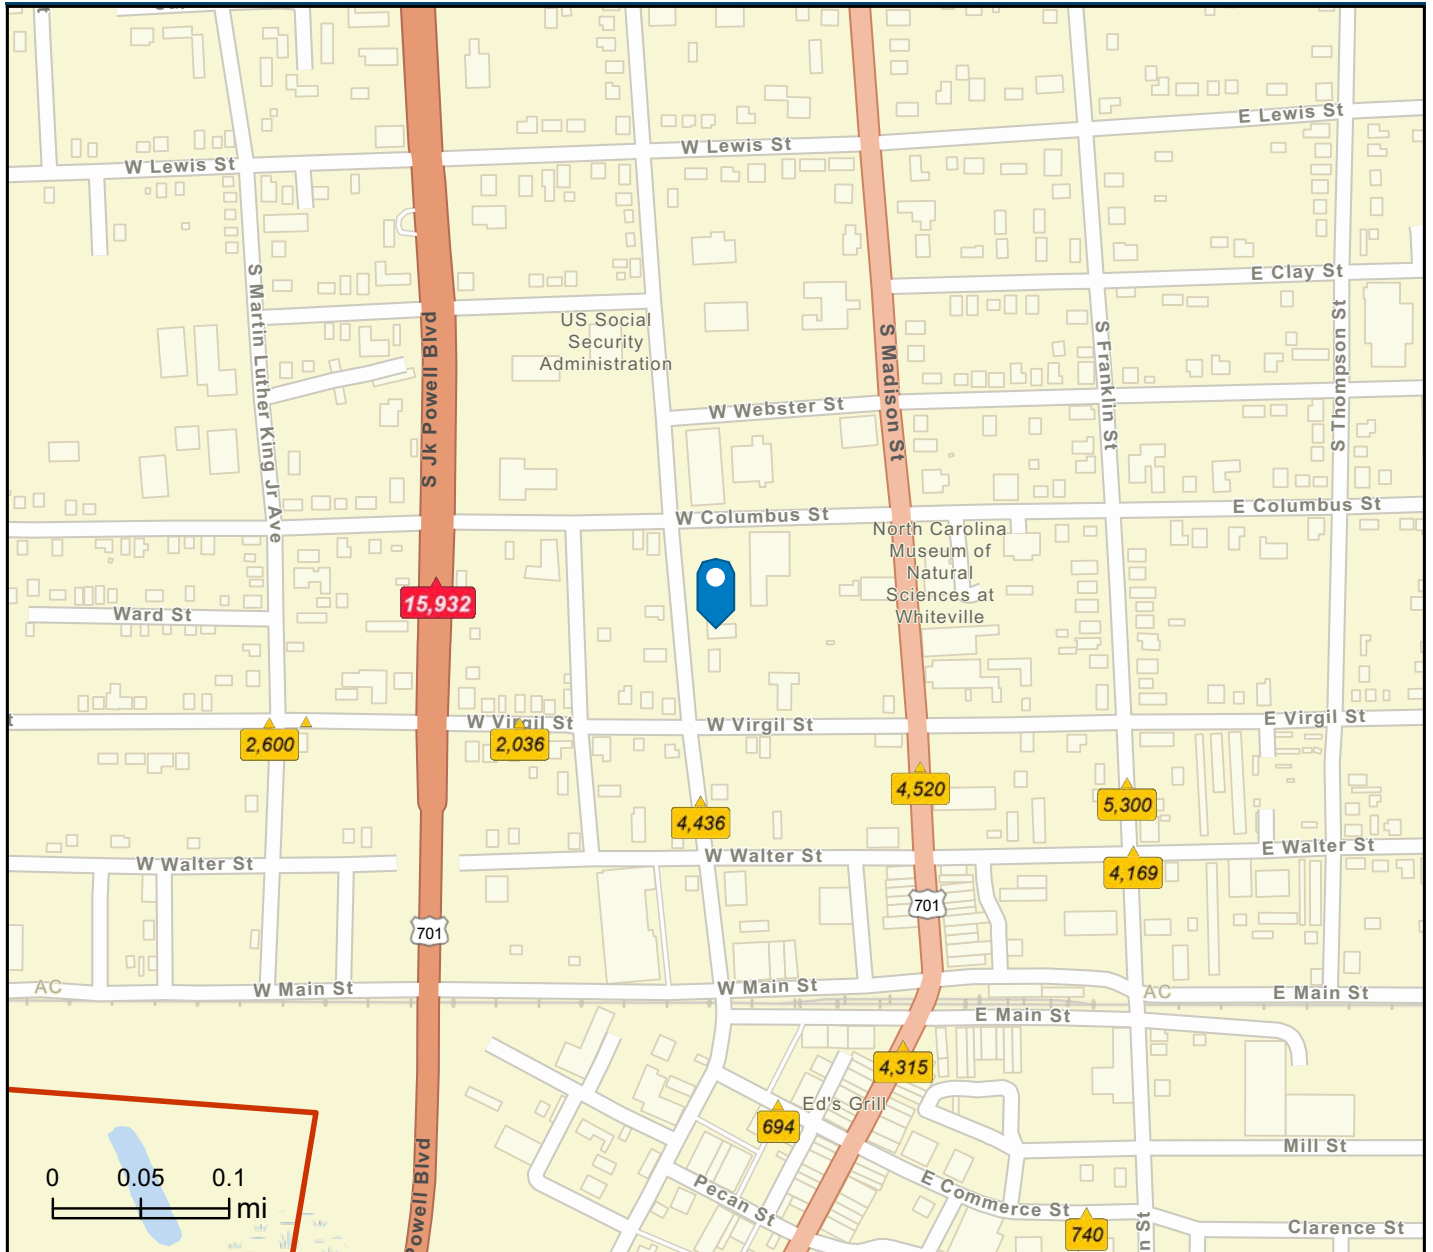 E Lewis St
W Lewis St
W Lewis St
E Clay St
S Martin Luther King Jr Ave
S Jk Powell Blvd
US Social
Security
Administration
S Madison St
S Franklin St
S Thompson St
W Webster St
W Columbus St
E Columbus St
North Carolina
Museum of
Natural
Sciences at
Whiteville
15,932
Ward St
W Virgil St
W Virgil St
E Virgil St
2,600
2,036
4,520
4,436
5,300
W Walter St
W Walter St
E Walter St
4,169
701
701
AC
W Main St
W Main St
AC
E Main St
E Main St
4,315
Ed's Grill
694
Mill St
Powell Blvd
Pecan St
E Commerce St
740
n St
Clarence St
0 0.05 0.1
mi